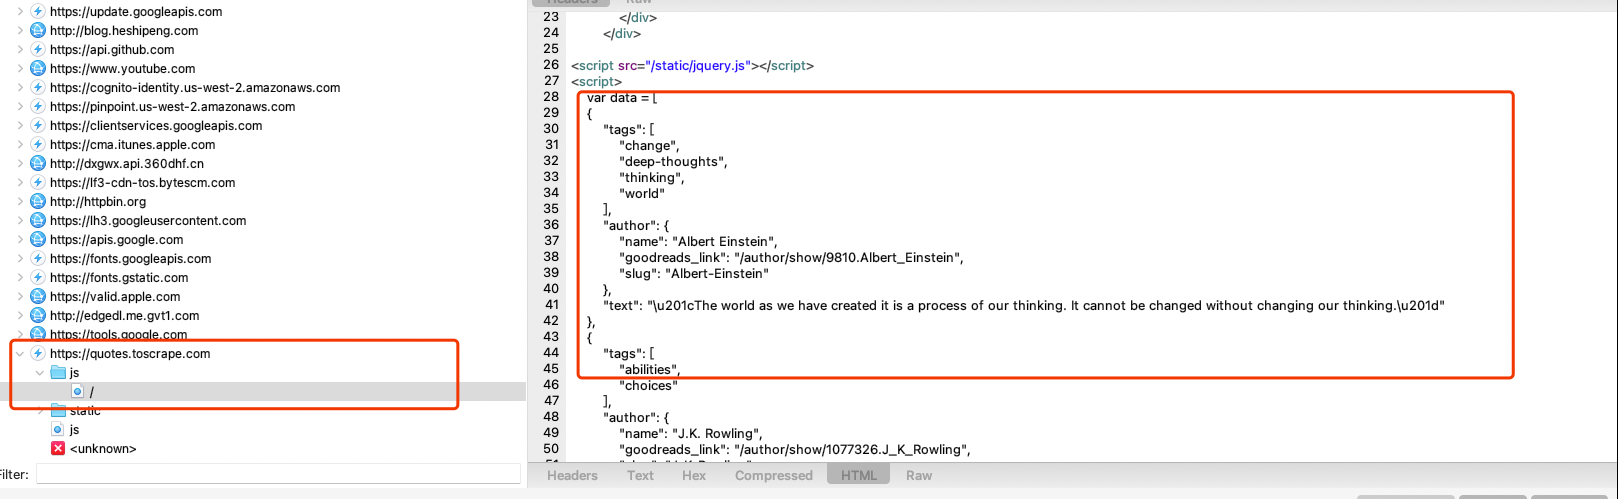 https://update.googleapis.com
http://blog.heshipeng.com
https://api.github.com
https://www.youtube.com
https://cognito-identity.us-west-2.amazonaws.com
https://pinpoint.us-west-2.amazonaws.com
https://clientservices.googleapis.com
https://cma.itunes.apple.com
http://dxgwx.api.360dhf.cn
https://lf3-cdn-tos.bytescm.com
http://httpbin.org
https://lh3.googleusercontent.com
https://apis.google.com
https://fonts.googleapis.com
https://fonts.gstatic.com
https://valid.apple.com
http://edgedl.me.gvt1.com
https://tools.google.com
https://quotes.toscrape.com
js
/
static
js
<unknown>
Filter:
Headers Raw
23 </div>
24 </div>
25
26 <script src="/static/jquery.js"></script>
27 <script>
28 var data = [
29 {
30 "tags": [
31 "change",
32 "deep-thoughts",
33 "thinking",
34 "world"
35 ],
36 "author": {
37 "name": "Albert Einstein",
38 "goodreads_link": "/author/show/9810.Albert_Einstein",
39 "slug": "Albert-Einstein"
40 },
41 "text": "\u201cThe world as we have created it is a process of our thinking. It cannot be changed without changing our thinking.\u201d"
42 },
43 {
44 "tags": [
45 "abilities",
46 "choices"
47 ],
48 "author": {
49 "name": "J.K. Rowling",
50 "goodreads_link": "/author/show/1077326.J_K_Rowling",
Headers Text Hex Compressed HTML Raw